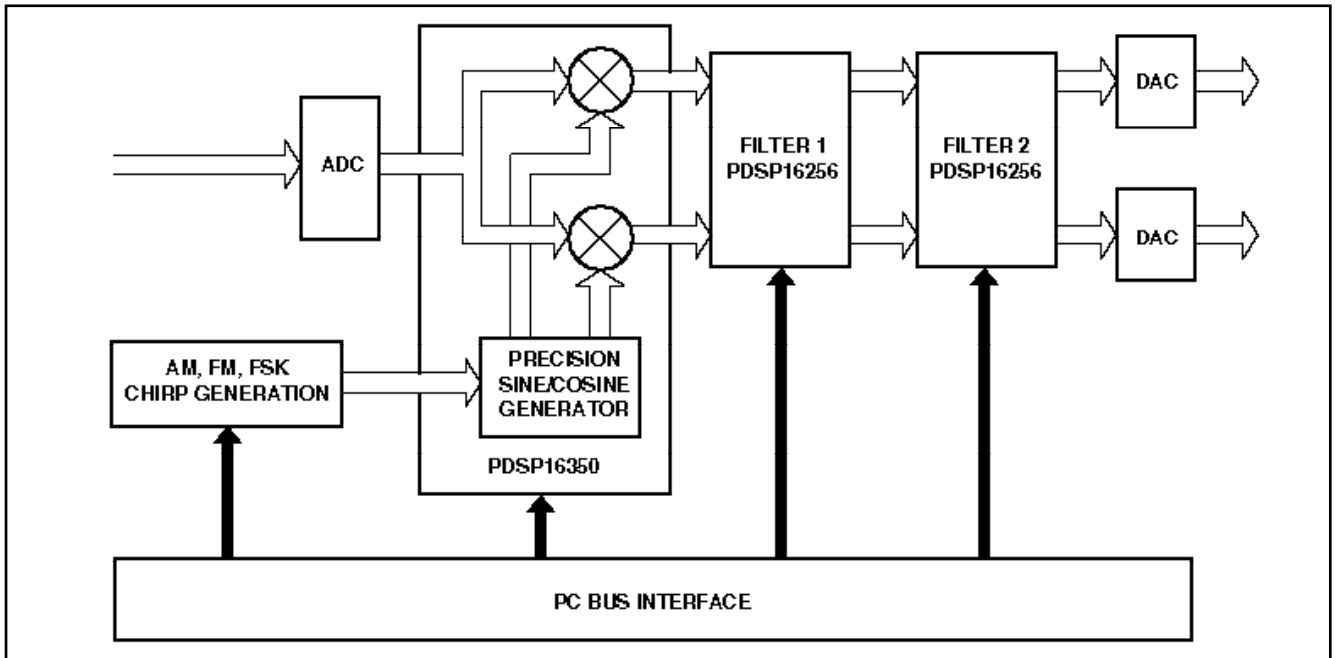 ADC
FILTER 1
PDSP16256
FILTER 2
PDSP16256
DAC
DAC
AM, FM, FSK
CHIRP GENERATION
PRECISION
SINE/COSINE
GENERATOR
PDSP16350
PC BUS INTERFACE